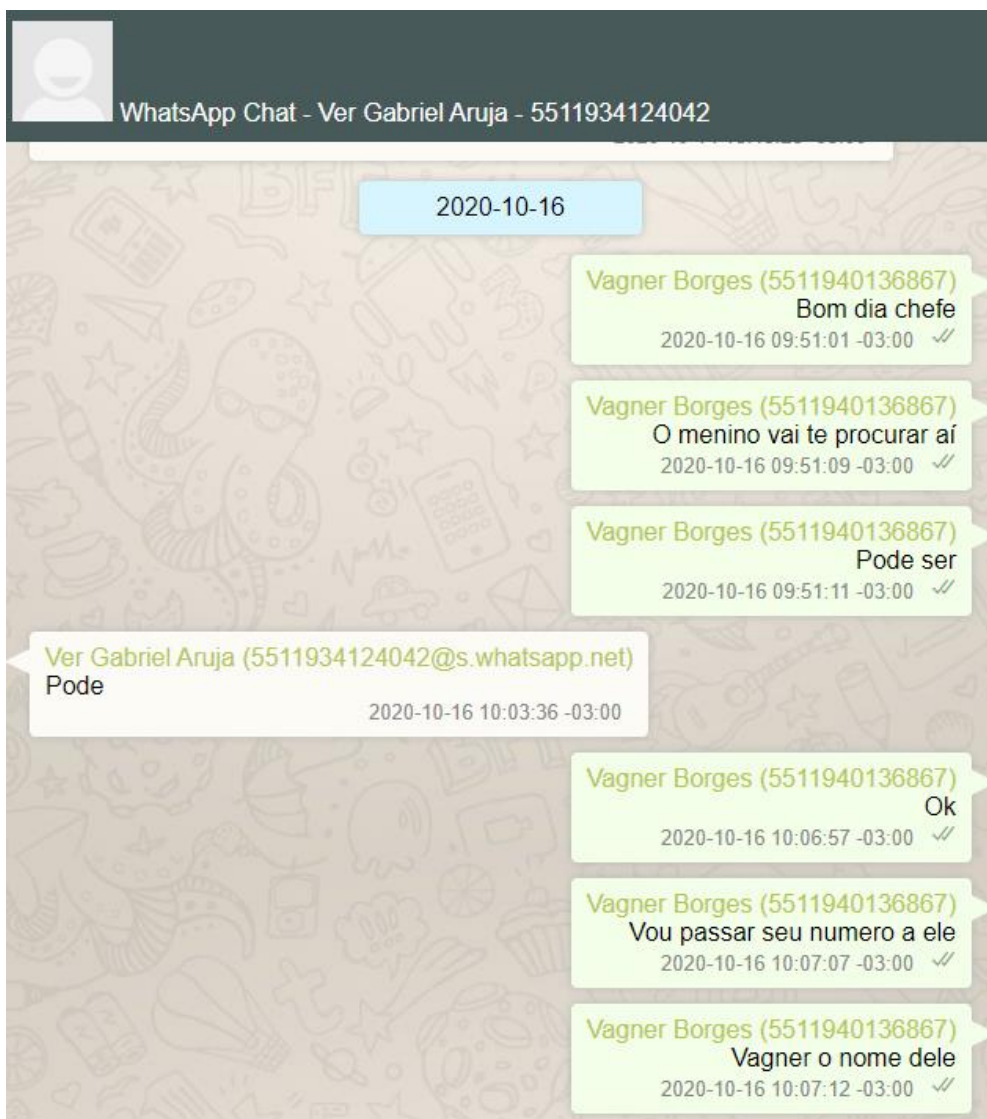 WhatsApp Chat - Ver Gabriel Aruja - 5511934124042
2020-10-16
Vagner Borges (5511940136867)
Bom dia chefe
2020-10-16 09:51:01 -03:00
Vagner Borges (5511940136867)
O menino vai te procurar aí
2020-10-16 09:51:09 -03:00
Vagner Borges (5511940136867)
Pode ser
2020-10-16 09:51:11 -03:00
Ver Gabriel Aruja (5511934124042@s.whatsapp.net)
Pode
2020-10-16 10:03:36 -03:00
Vagner Borges (5511940136867)
Ok
2020-10-16 10:06:57 -03:00
Vagner Borges (5511940136867)
Vou passar seu numero a ele
2020-10-16 10:07:07 -03:00
Vagner Borges (5511940136867)
Vagner o nome dele
2020-10-16 10:07:12 -03:00